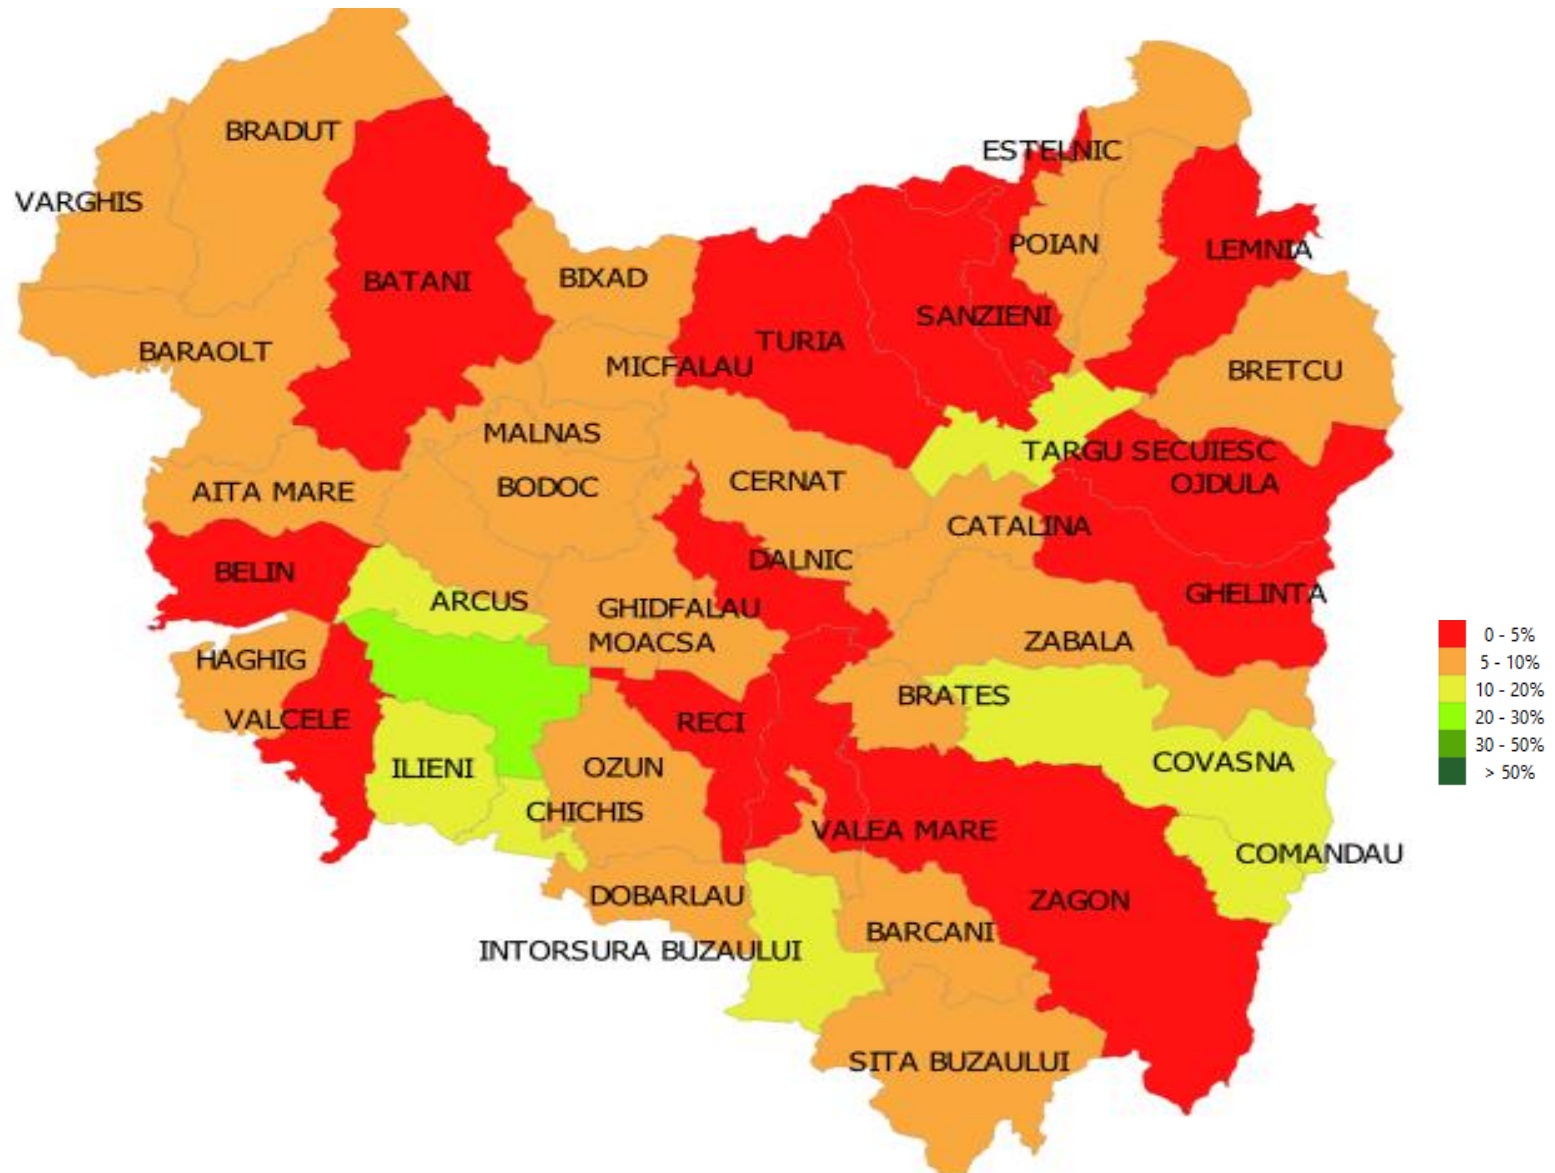 BRADUT
ESTELNIC
VARGHIS
POIAN
LEMNIA
BATANI
BIXAD
SANZIENI
TURIA
BARAOLT
MICFALAU
BRETCU
MALNAS
TARGU SECUIESC
CERNAT
OJDULA
AITA MARE
BODOC
CATALINA
DALNIC
BELIN
GHELINTA
ARCUS
GHIDFALAU
MOACSA
ZABALA
HAGHIG
BRATES
VALCELE
RECI
COVASNA
ILIENI
OZUN
CHICHIS
VALEA MARE
COMANDAU
DOBARLAU
ZAGON
BARCANI
INTORSURA BUZAULUI
SITA BUZAULUI
0 - 5%
5 - 10%
10 - 20%
20 - 30%
30 - 50%
> 50%